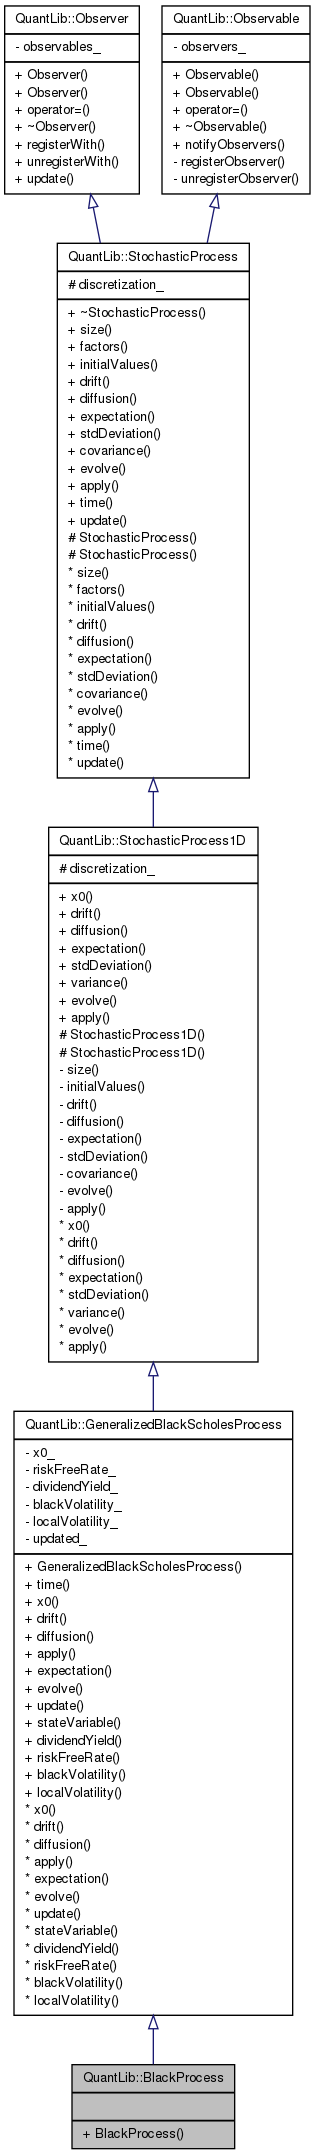 QuantLib::Observer
- observables_
+ Observer()
+ Observer()
+ operator=()
+ ~Observer()
+ registerWith()
+ unregisterWith()
+ update()
QuantLib::Observable
- observers_
+ Observable()
+ Observable()
+ operator=()
+ ~Observable()
+ notifyObservers()
- registerObserver()
- unregisterObserver()
QuantLib::StochasticProcess
# discretization_
+ ~StochasticProcess()
+ size()
+ factors()
+ initialValues()
+ drift()
+ diffusion()
+ expectation()
+ stdDeviation()
+ covariance()
+ evolve()
+ apply()
+ time()
+ update()
# StochasticProcess()
# StochasticProcess()
* size()
* factors()
* initialValues()
* drift()
* diffusion()
* expectation()
* stdDeviation()
* covariance()
* evolve()
* apply()
* time()
* update()
QuantLib::StochasticProcess1D
# discretization_
+ x0()
+ drift()
+ diffusion()
+ expectation()
+ stdDeviation()
+ variance()
+ evolve()
+ apply()
# StochasticProcess1D()
# StochasticProcess1D()
- size()
- initialValues()
- drift()
- diffusion()
- expectation()
- stdDeviation()
- covariance()
- evolve()
- apply()
* x0()
* drift()
* diffusion()
* expectation()
* stdDeviation()
* variance()
* evolve()
* apply()
QuantLib::GeneralizedBlackScholesProcess
- x0_
- riskFreeRate_
- dividendYield_
- blackVolatility_
- localVolatility_
- updated_
+ GeneralizedBlackScholesProcess()
+ time()
+ x0()
+ drift()
+ diffusion()
+ apply()
+ expectation()
+ evolve()
+ update()
+ stateVariable()
+ dividendYield()
+ riskFreeRate()
+ blackVolatility()
+ localVolatility()
* x0()
* drift()
* diffusion()
* apply()
* expectation()
* evolve()
* update()
* stateVariable()
* dividendYield()
* riskFreeRate()
* blackVolatility()
* localVolatility()
QuantLib::BlackProcess
+ BlackProcess()